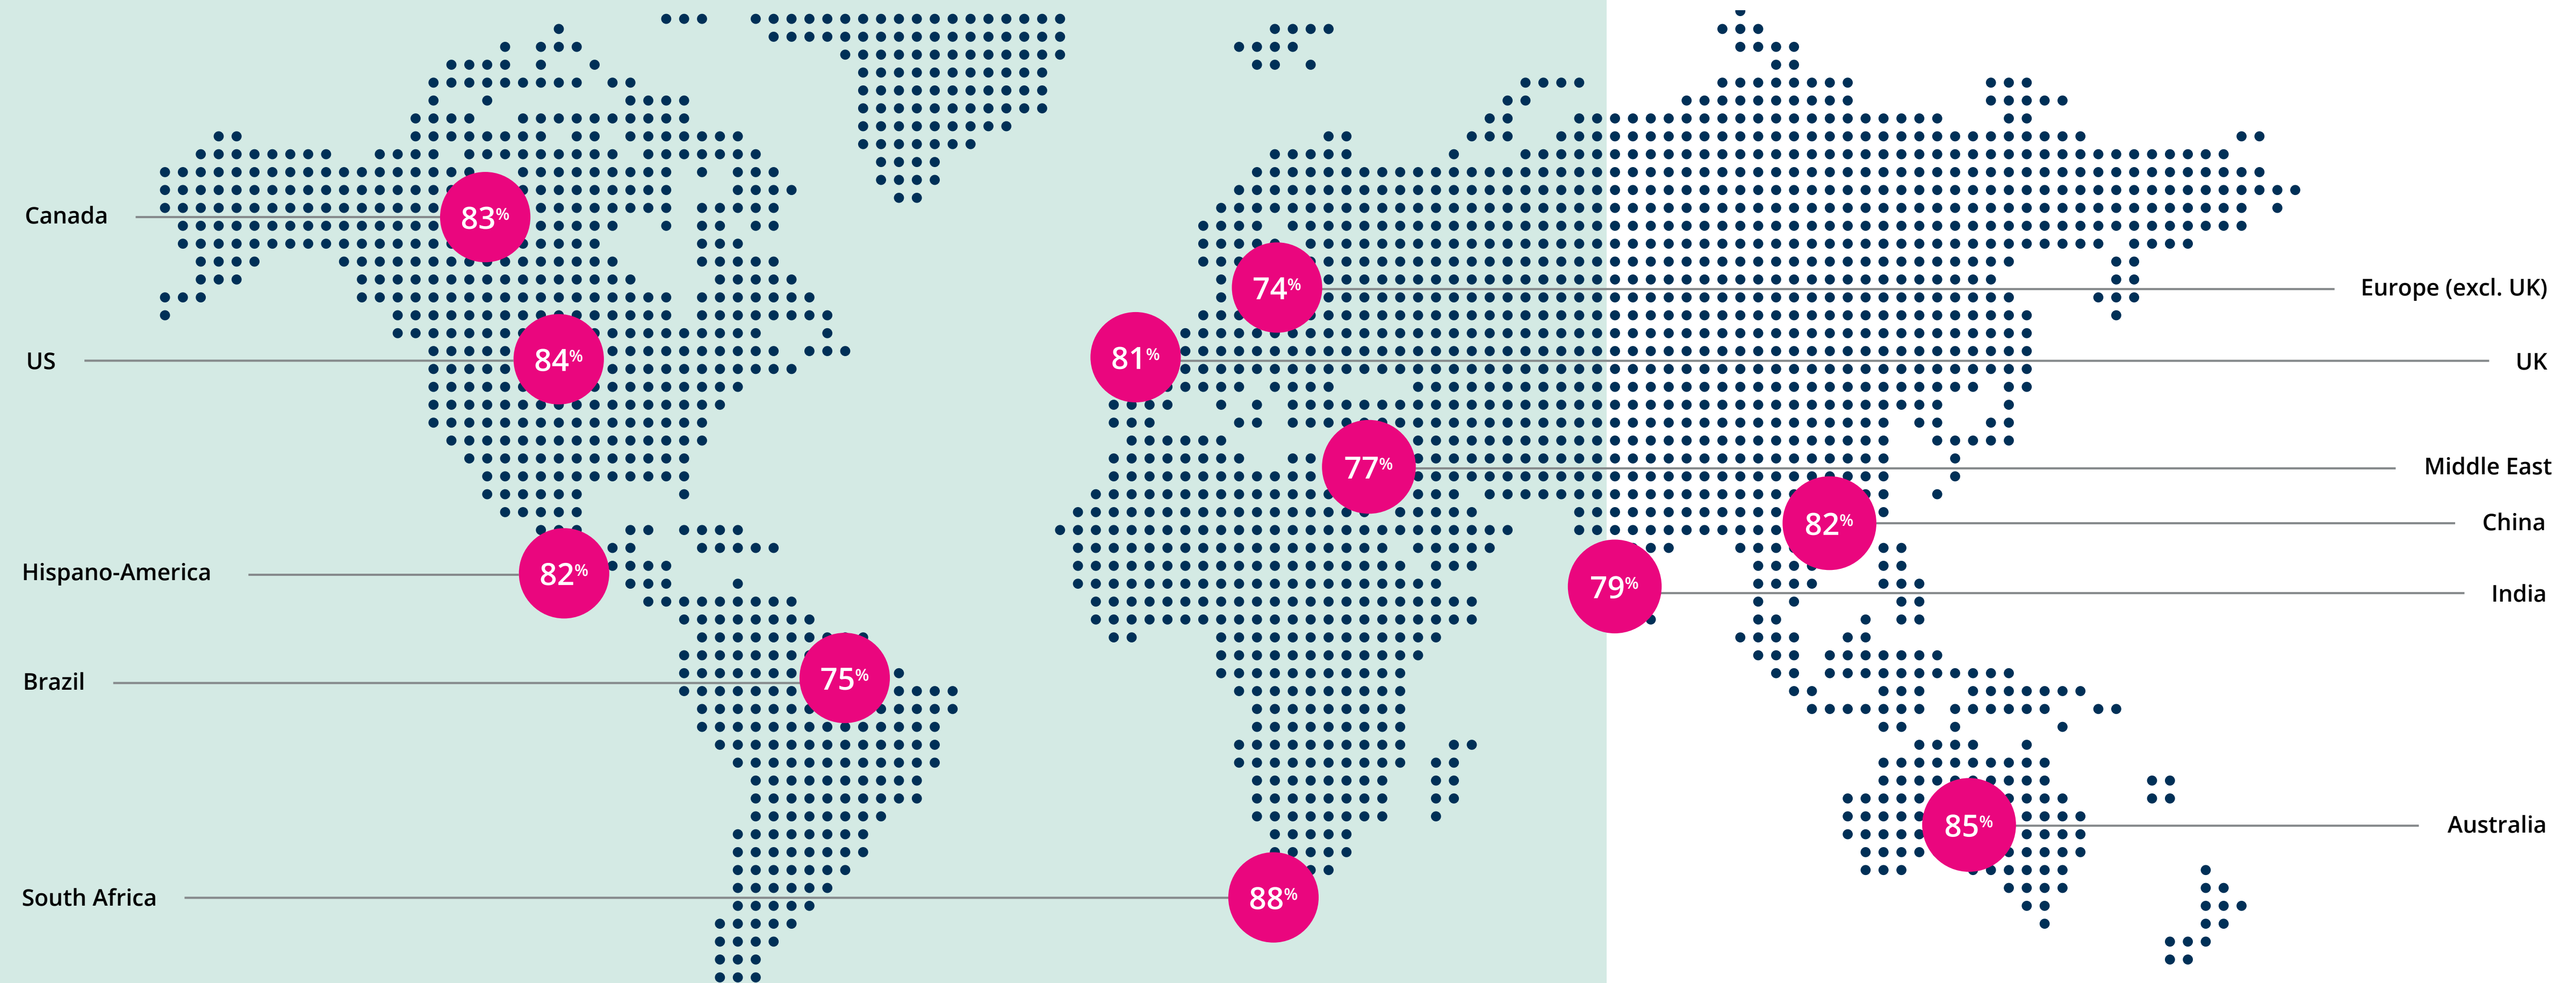 Canada 83%
Europe (excl. UK) 74%
US 84%
UK 81%
Middle East 77%
China 82%
Hispano-America 82%
India 79%
Brazil 75%
Australia 85%
South Africa 88%